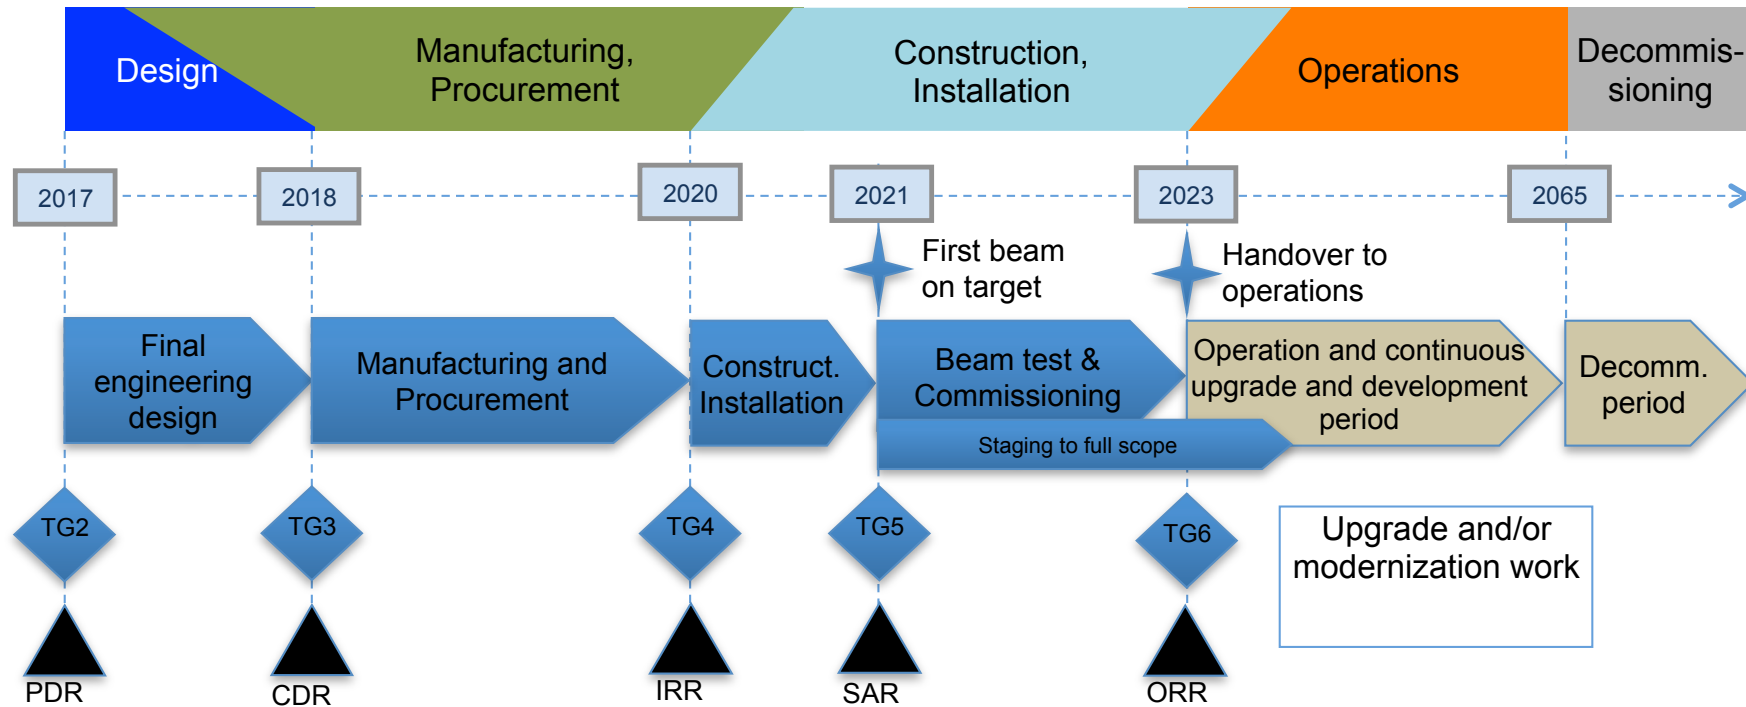 Design
Manufacturing,
Procurement
Construction,
Installation
Operations
Decommis-
sioning
2017
2018
2020
2021
2023
2065
First beam
on target
Handover to
operations
Final
engineering
design
Manufacturing and
Procurement
Construct.
Installation
Beam test &
Commissioning
Operation and continuous
upgrade and development
period
Decomm.
period
Staging to full scope
TG2
TG3
TG4
TG5
TG6
Upgrade and/or
modernization work
PDR
CDR
IRR
SAR
ORR